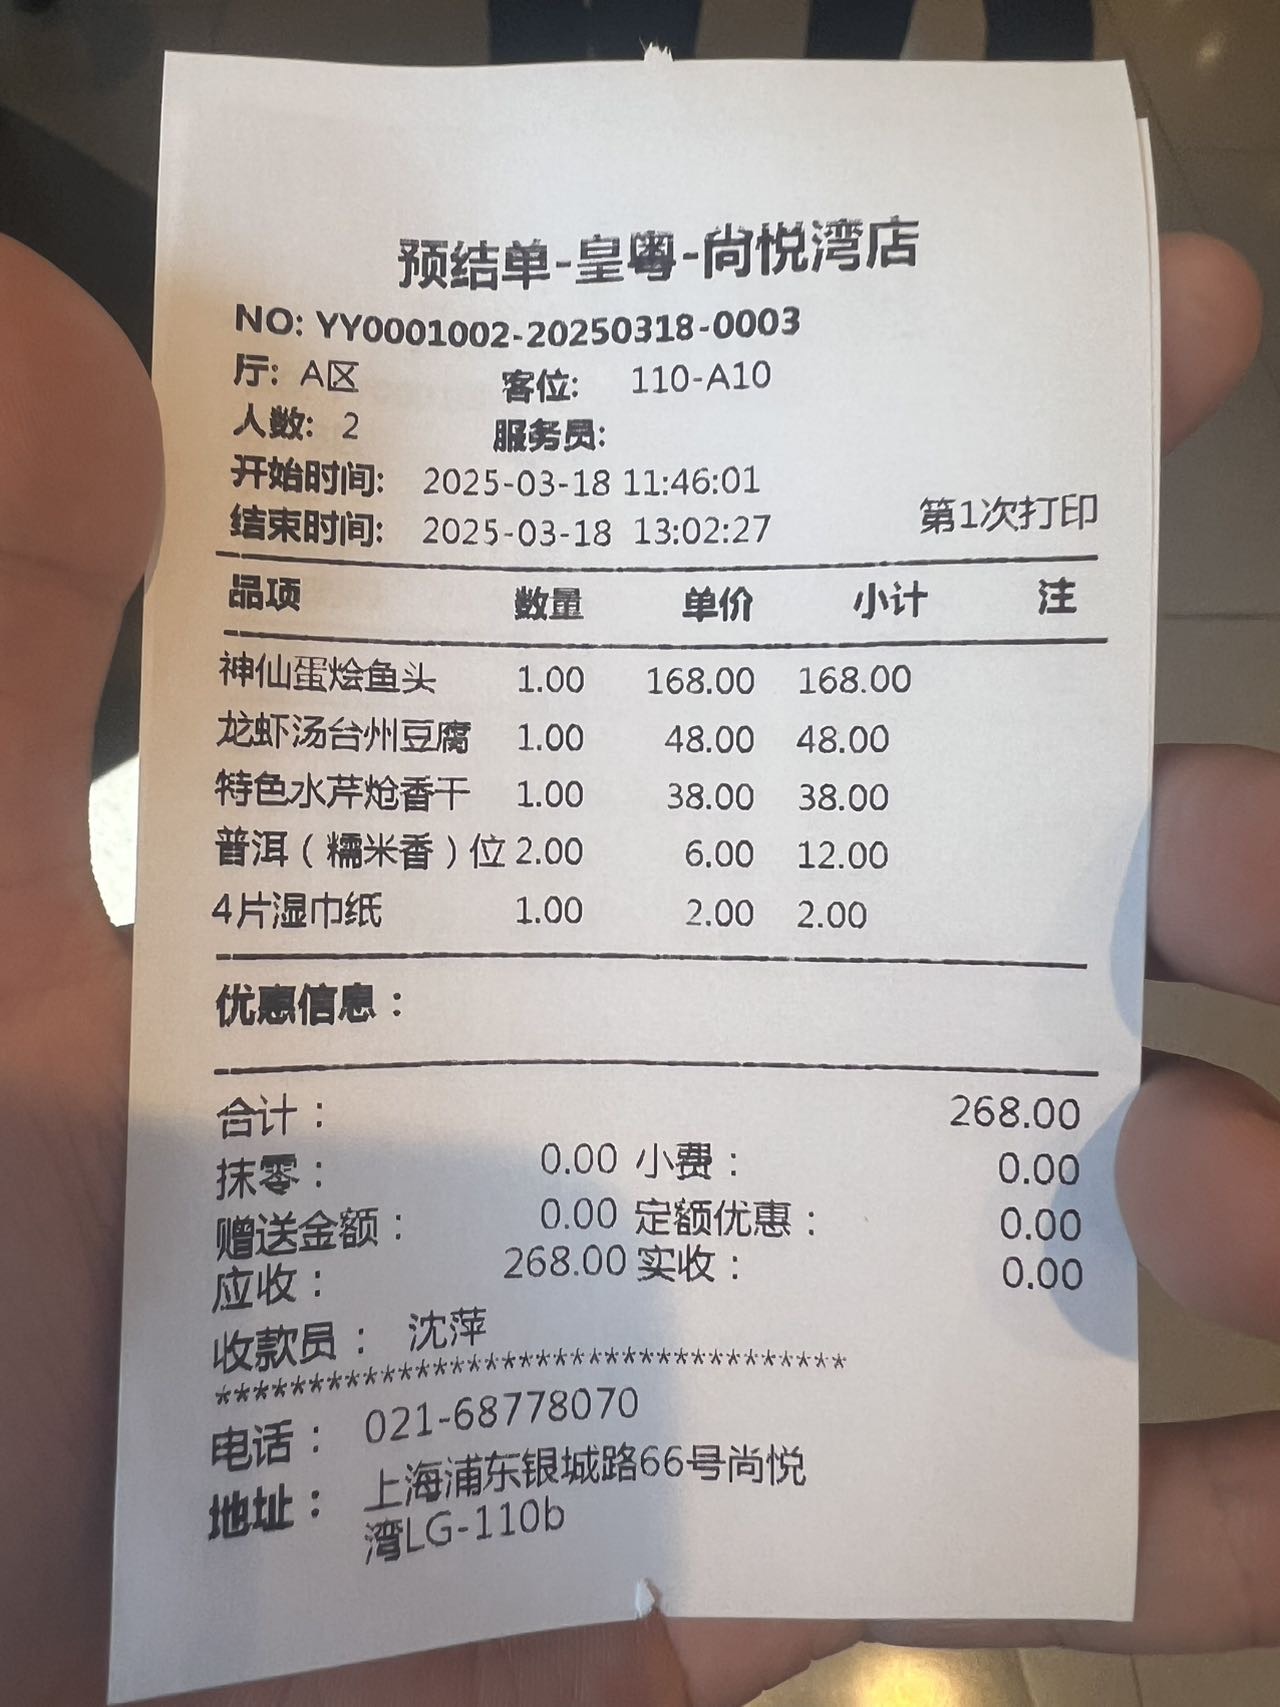 预结单-皇粤-尚悦湾店
NO: YY0001002-20250318-0003
厅: A区 客位: 110-A10
人数: 2 服务员:
开始时间: 2025-03-18 11:46:01
结束时间: 2025-03-18 13:02:27 第1次打印
品项 数量 单价 小计 注
神仙蛋烩鱼头 1.00 168.00 168.00
龙虾汤台州豆腐 1.00 48.00 48.00
特色水芹炝香干 1.00 38.00 38.00
普洱（糯米香）位 2.00 6.00 12.00
4片湿巾纸 1.00 2.00 2.00
优惠信息：
合计： 268.00
抹零： 0.00 小费： 0.00
赠送金额： 0.00 定额优惠： 0.00
应收： 268.00 实收： 0.00
收款员： 沈萍
************************************
电话： 021-68778070
地址： 上海浦东银城路66号尚悦
湾LG-110b